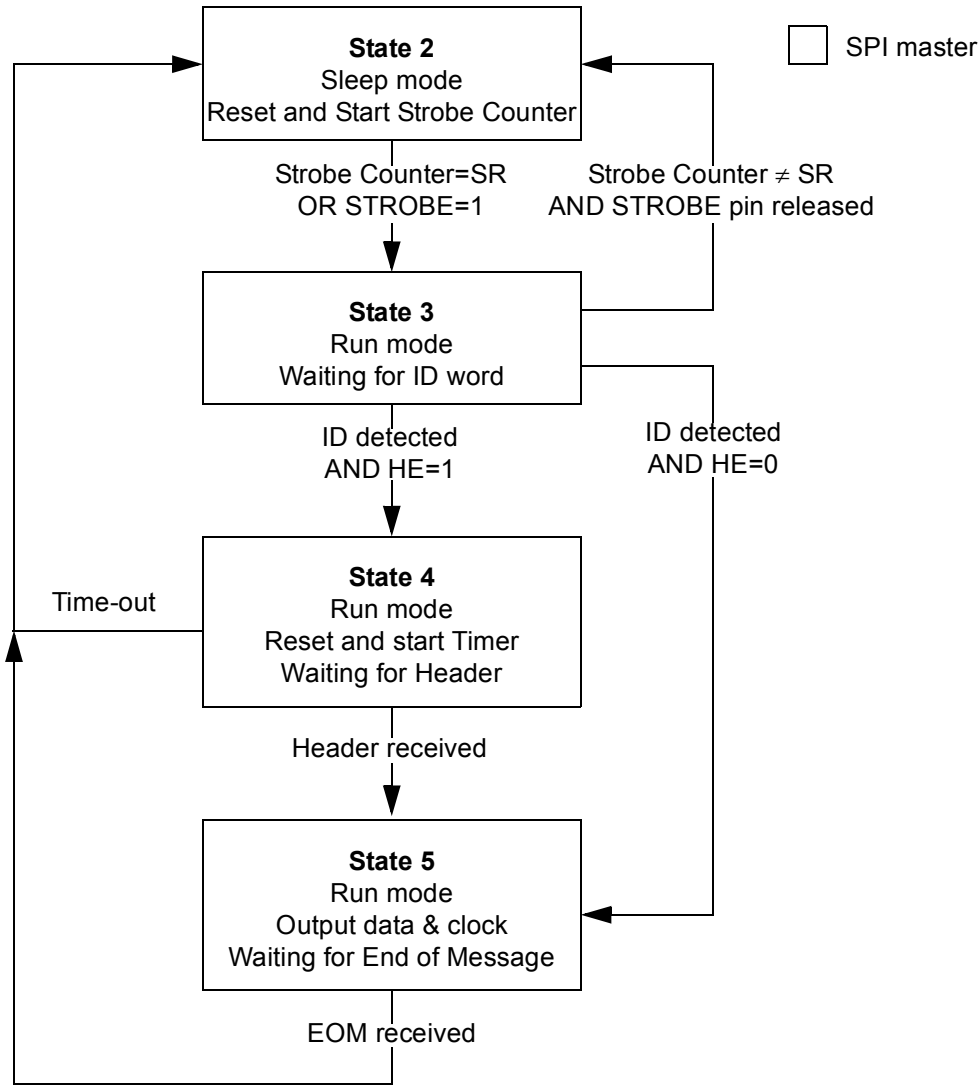 State 2
Sleep mode
Reset and Start Strobe Counter
SPI master
Strobe Counter=SR
OR STROBE=1
Strobe Counter ≠ SR
AND STROBE pin released
State 3
Run mode
Waiting for ID word
ID detected
AND HE=1
ID detected
AND HE=0
State 4
Run mode
Reset and start Timer
Waiting for Header
Time-out
Header received
State 5
Run mode
Output data & clock
Waiting for End of Message
EOM received